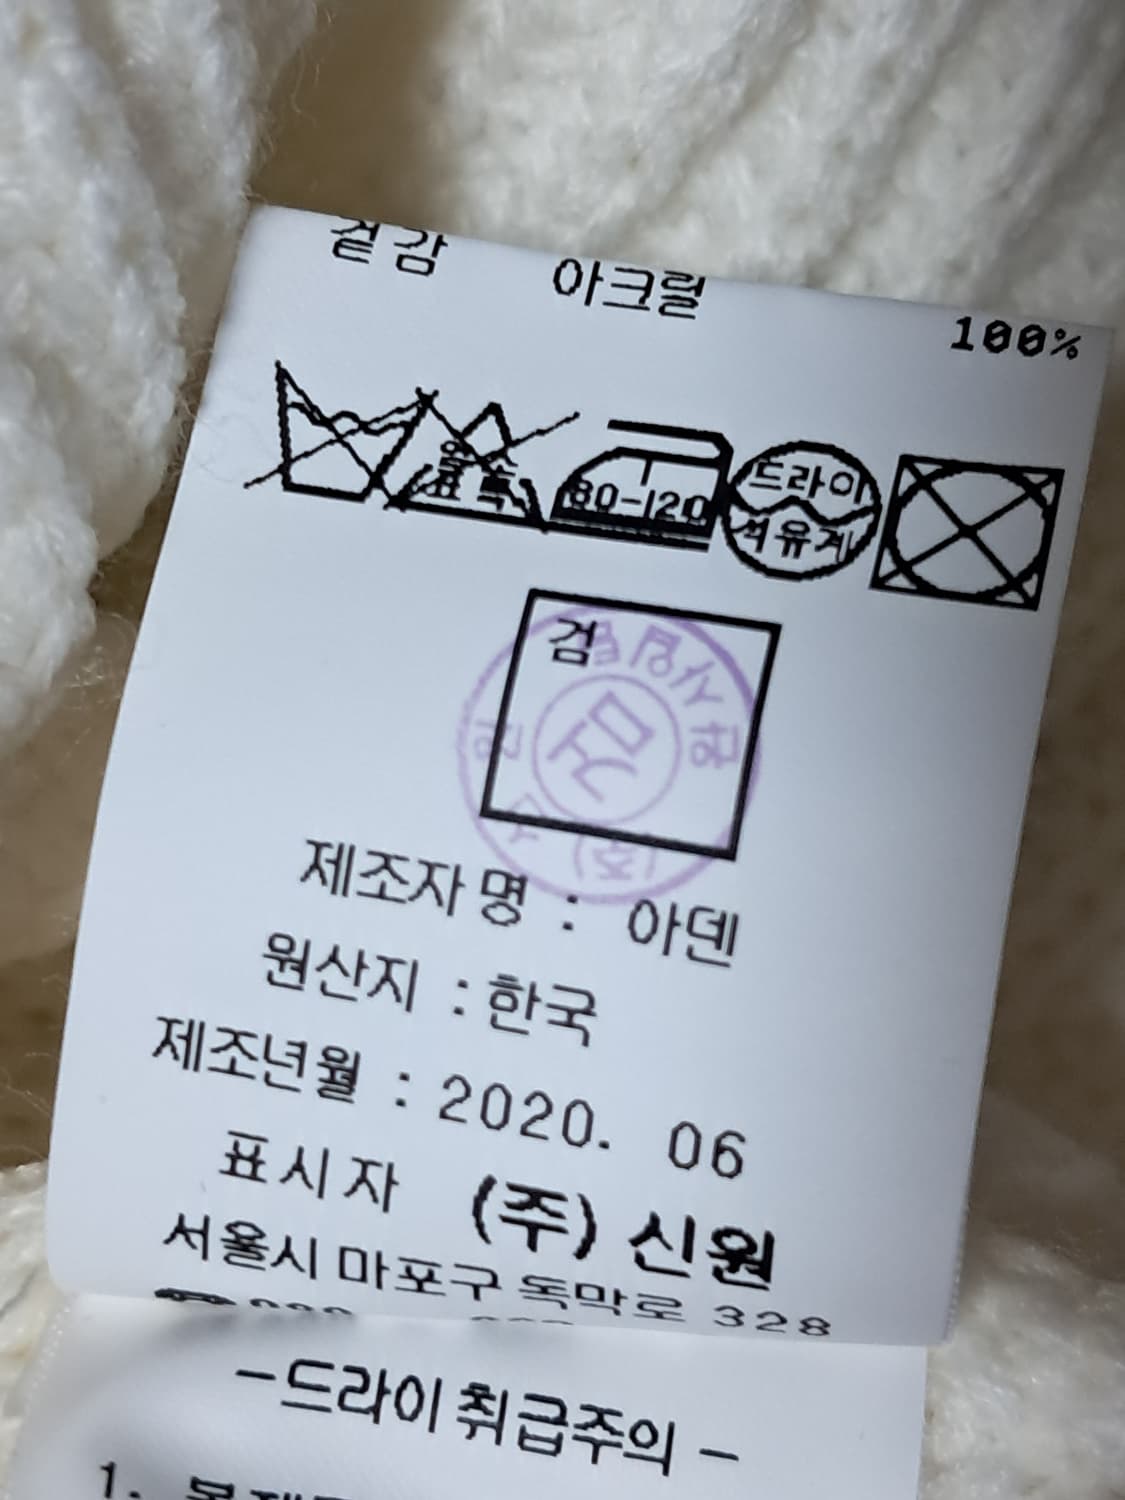 겉감 아크릴 100%
염소 표백
80-120
드라이
석유계
검
제조자명 : 아덴
원산지 : 한국
제조년월 : 2020. 06
표시자 (주) 신원
서울시 마포구 독막로 328
-드라이 취급주의 -
1.